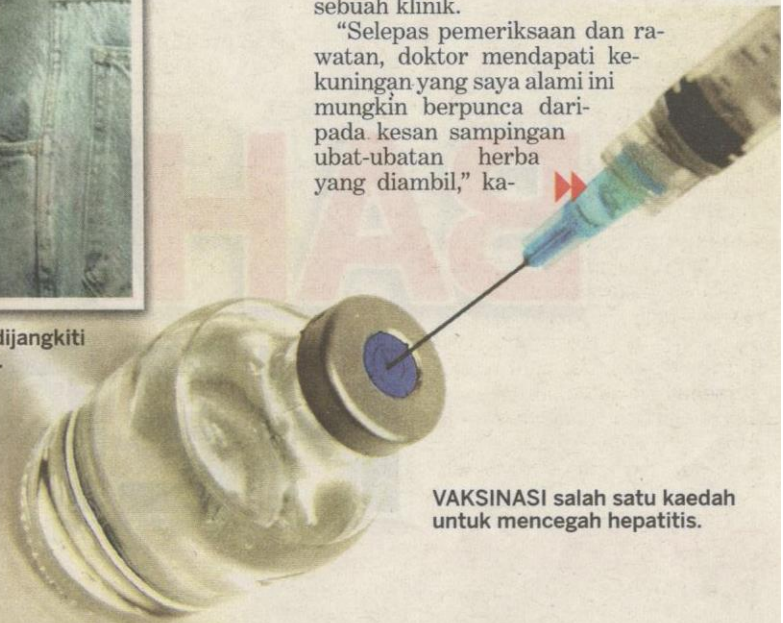 sebuah klinik.
“Selepas pemeriksaan dan ra-
watan, doktor mendapati ke-
kuningan yang saya alami ini
mungkin berpunca dari-
pada kesan sampingan
ubat-ubatan herba
yang diambil,” ka-
dijangkiti
VAKSINASI salah satu kaedah
untuk mencegah hepatitis.